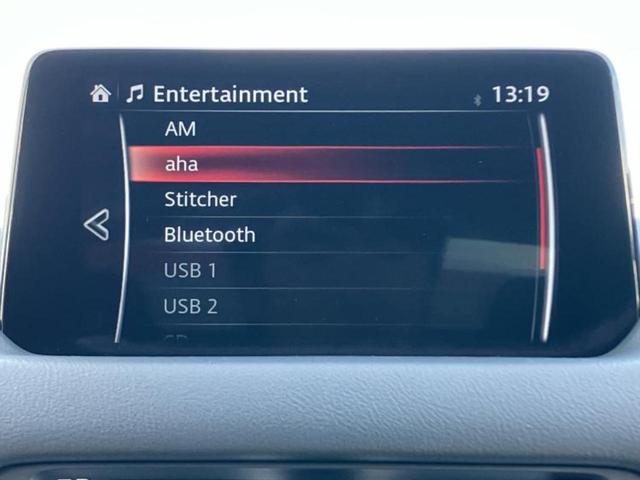 Entertainment 13:19
AM
aha
Stitcher
Bluetooth
USB 1
USB 2